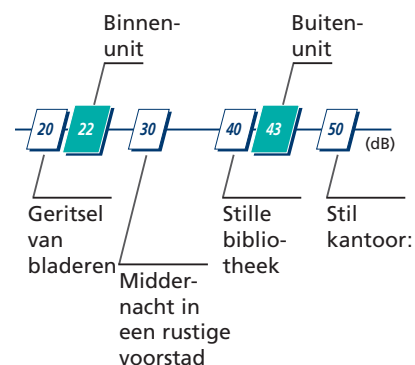 Binnen-
unit
Buiten-
unit
20 22 30 40 43 50
(dB)
Geritsel
van
bladeren
Midder-
nacht in
een rustige
voorstad
Stille
biblio-
theek
Stil
kantoor: